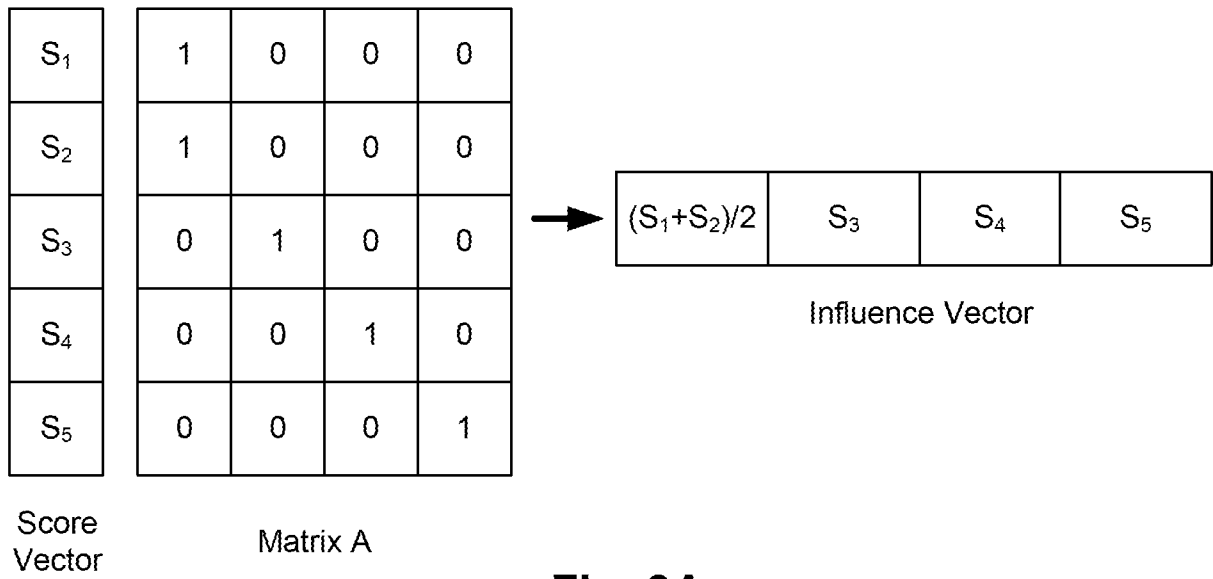 S₁ 1 0 0 0
S₂ 1 0 0 0
S₃ 0 1 0 0
S₄ 0 0 1 0
S₅ 0 0 0 1
(S₁+S₂)/2 S₃ S₄ S₅
Influence Vector
Score
Vector
Matrix A